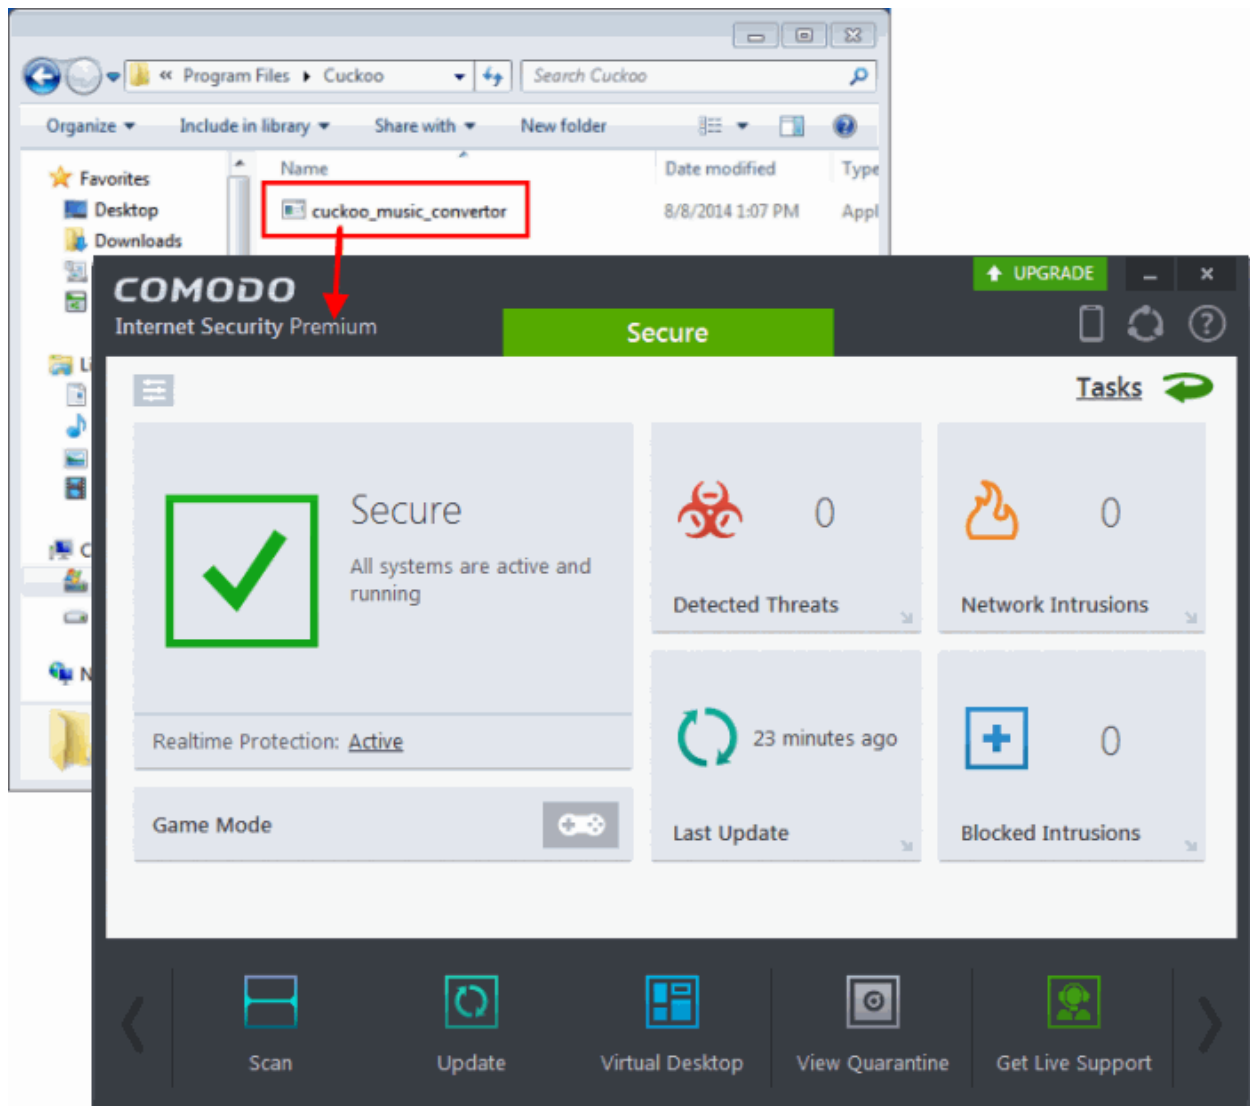 « Program Files ▸ Cuckoo
Search Cuckoo
Organize
Include in library
Share with
New folder
Favorites
Desktop
Downloads
Name
Date modified
Type
cuckoo_music_convertor
8/8/2014 1:07 PM
Appl
Li
C
N
COMODO
Internet Security Premium
UPGRADE
Secure
Tasks
Secure
All systems are active and
running
Realtime Protection: Active
Game Mode
0
Detected Threats
0
Network Intrusions
23 minutes ago
Last Update
0
Blocked Intrusions
Scan
Update
Virtual Desktop
View Quarantine
Get Live Support